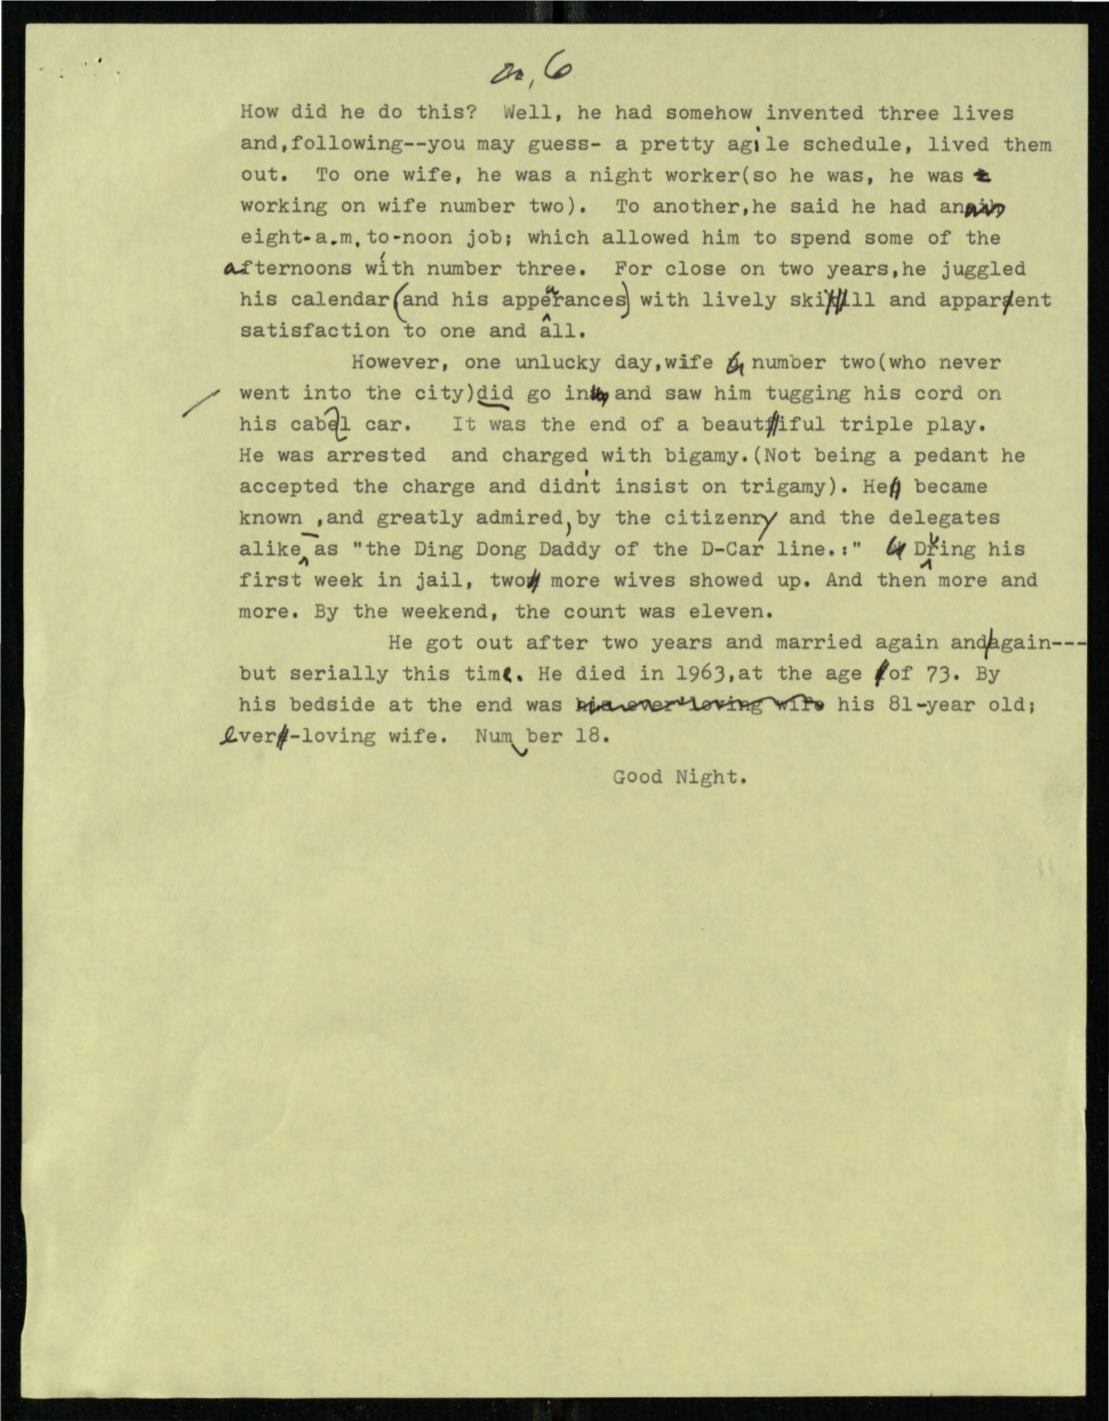 6
How did he do this?  Well, he had somehow invented three lives
and,following--you may guess- a pretty agile schedule, lived them
out.  To one wife, he was a night worker(so he was, he was
working on wife number two).  To another,he said he had an
eight-a.m.to-noon job; which allowed him to spend some of the
afternoons with number three.  For close on two years,he juggled
his calendar(and his appearances) with lively skill and apparent
satisfaction to one and all.
However, one unlucky day,wife number two(who never
went into the city)did go in and saw him tugging his cord on
his cabel car.  It was the end of a beautiful triple play.
He was arrested and charged with bigamy.(Not being a pedant he
accepted the charge and didn't insist on trigamy). He became
known ,and greatly admired,by the citizenry and the delegates
alike as "the Ding Dong Daddy of the D-Car line.:" During his
first week in jail, two more wives showed up. And then more and
more. By the weekend, the count was eleven.
He got out after two years and married again and again---
but serially this time. He died in 1963,at the age of 73. By
his bedside at the end was his ever loving wife his 81-year old;
ever-loving wife.  Number 18.
Good Night.